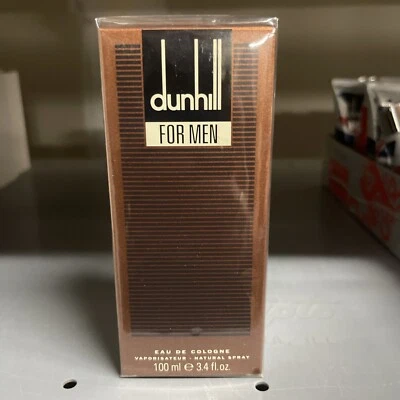 dunhill
FOR MEN
EAU DE COLOGNE
VAPORISATEUR - NATURAL SPRAY
100 ml ℮ 3.4 fl.oz.